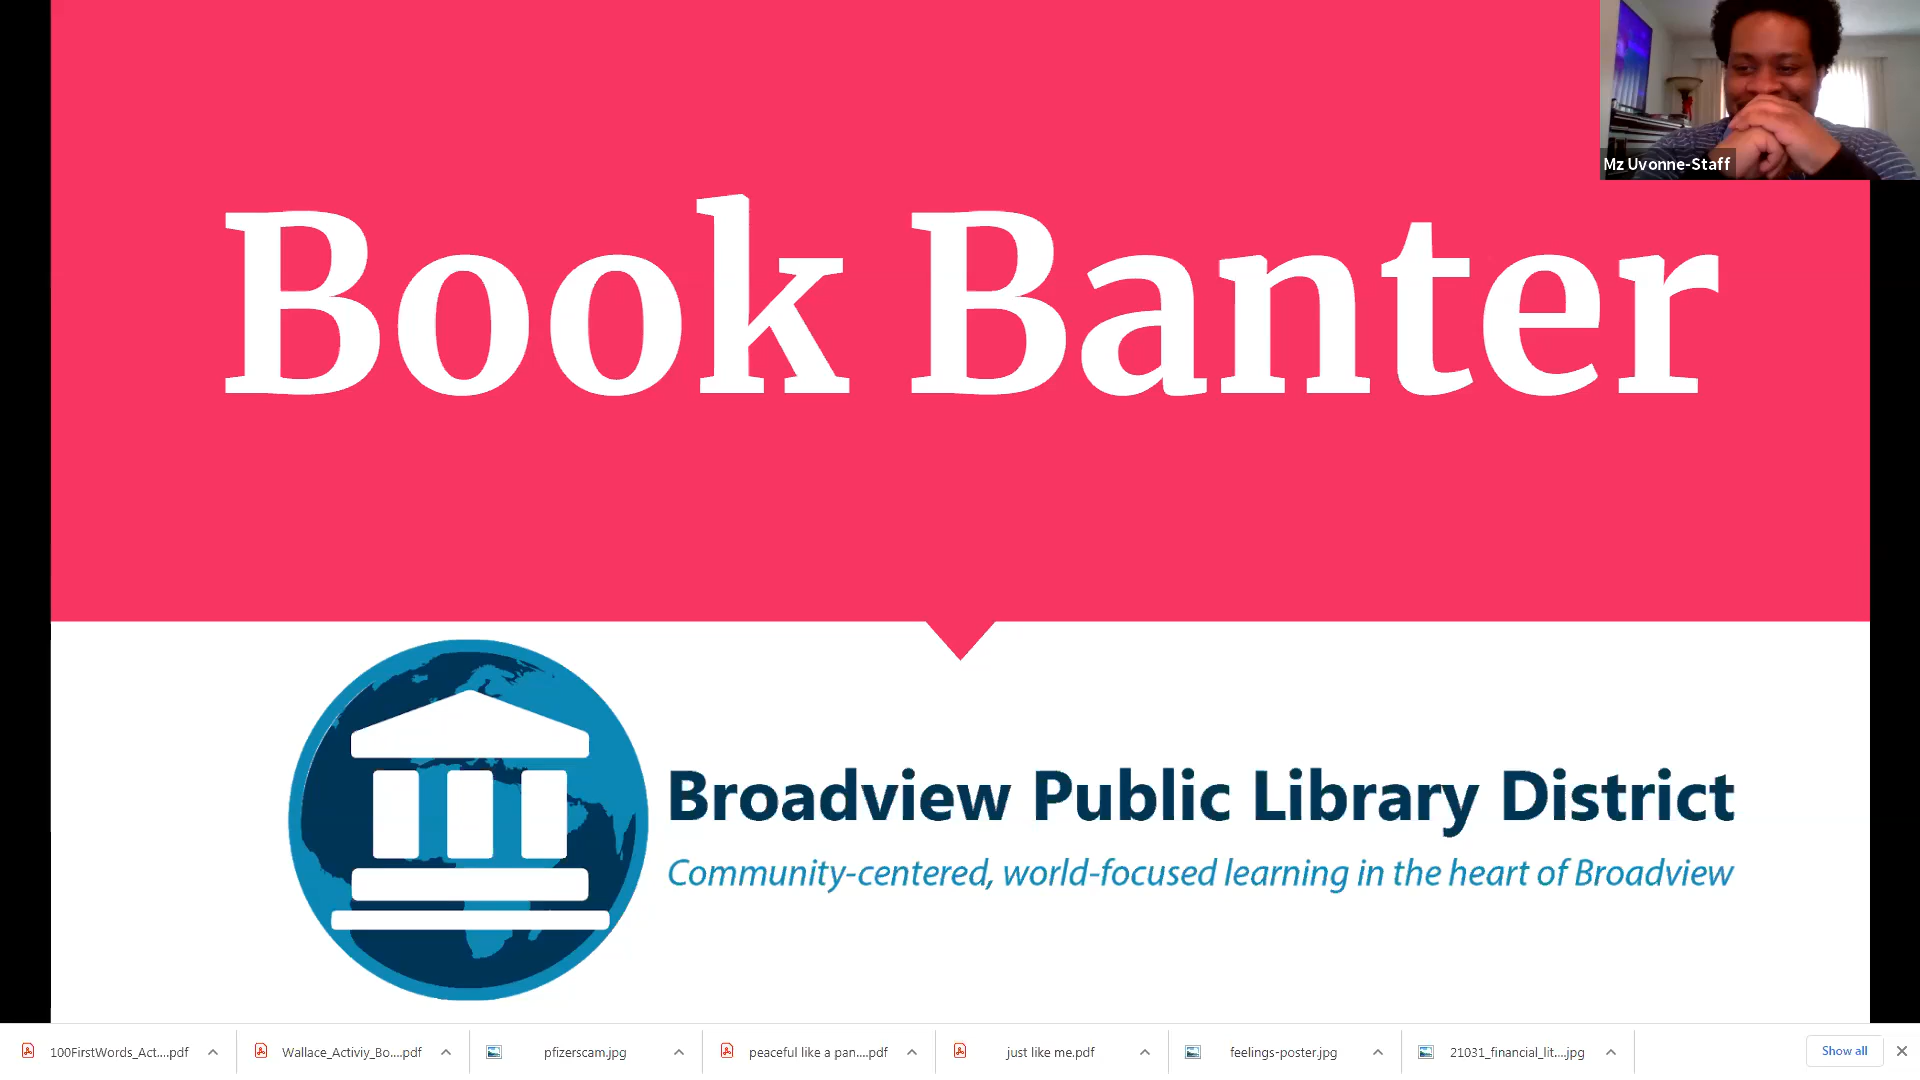 Mz Uvonne-Staff
Book Banter
Broadview Public Library District
Community-centered, world-focused learning in the heart of Broadview
100FirstWords_Act....pdf
Wallace_Activiy_Bo....pdf
pfizerscam.jpg
peaceful like a pan....pdf
just like me.pdf
feelings-poster.jpg
21031_financial_lit....jpg
Show all